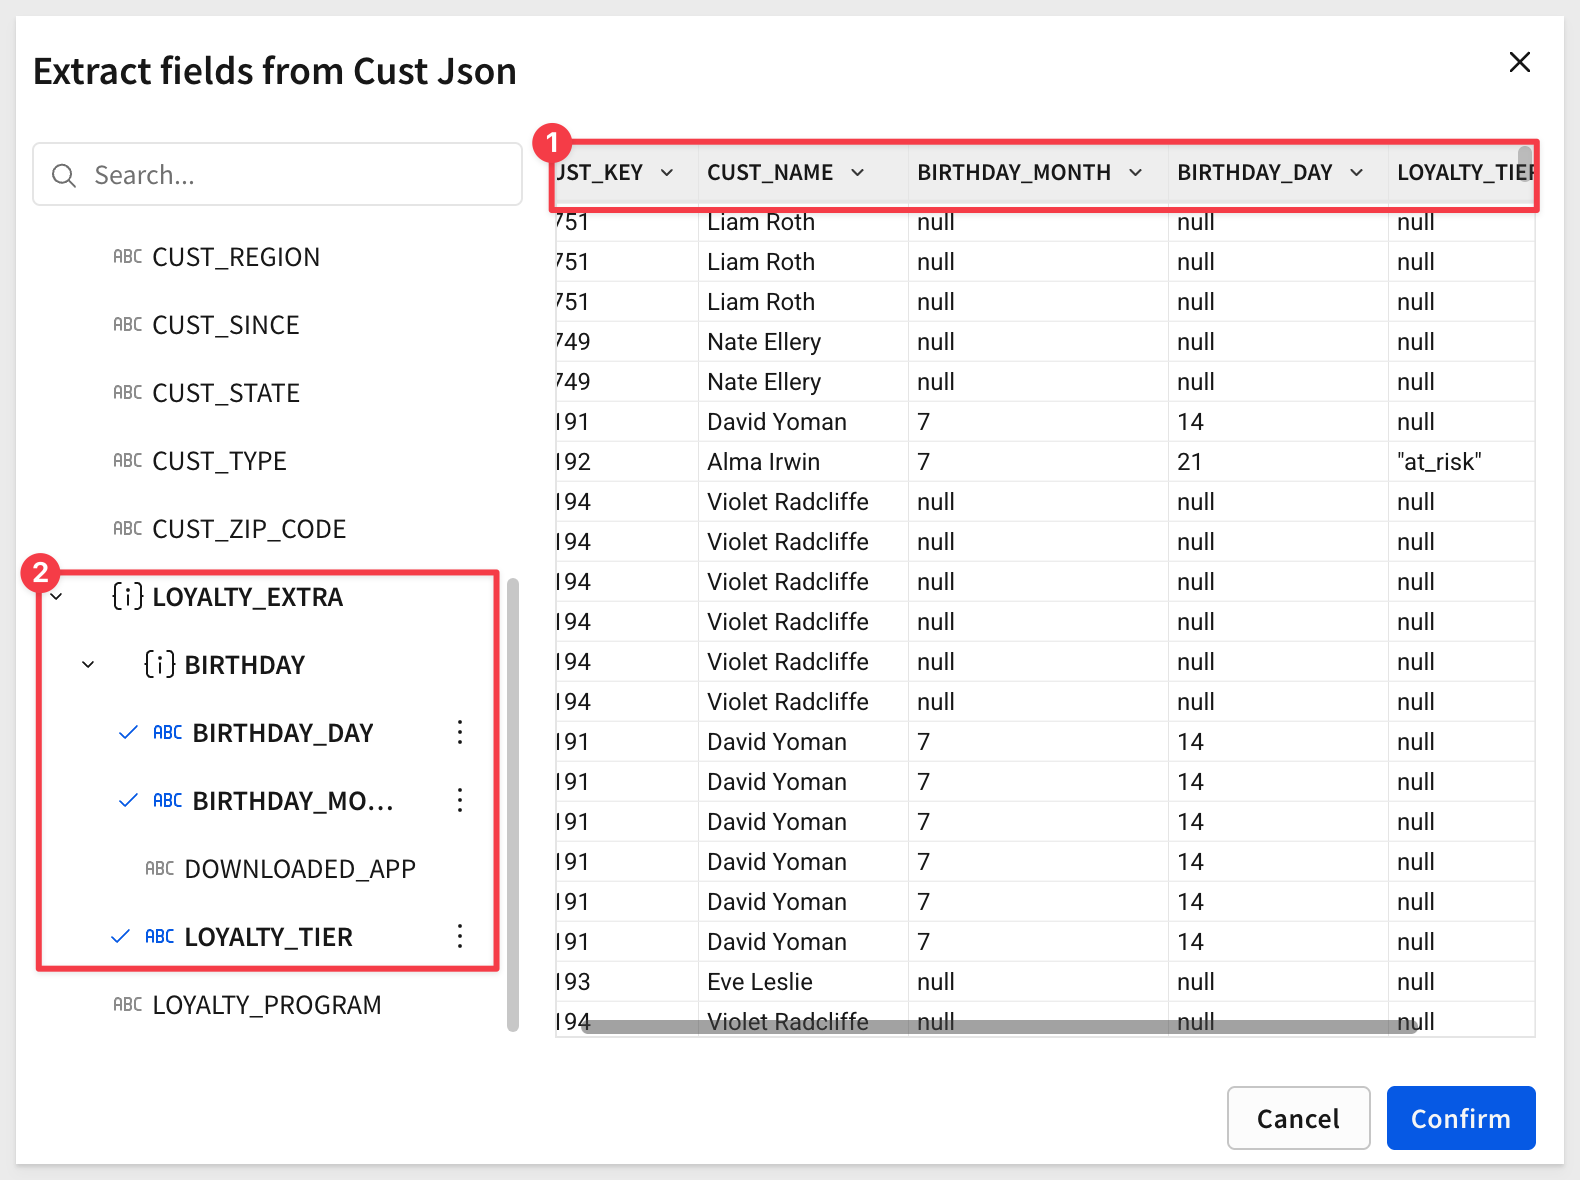 Extract fields from Cust Json
Search...
ABC CUST_REGION
ABC CUST_SINCE
ABC CUST_STATE
ABC CUST_TYPE
ABC CUST_ZIP_CODE
2
{i} LOYALTY_EXTRA
{i} BIRTHDAY
ABC BIRTHDAY_DAY
ABC BIRTHDAY_MO...
ABC DOWNLOADED_APP
ABC LOYALTY_TIER
ABC LOYALTY_PROGRAM
1
UST_KEY CUST_NAME BIRTHDAY_MONTH BIRTHDAY_DAY LOYALTY_TIER
751 Liam Roth null null null
751 Liam Roth null null null
751 Liam Roth null null null
749 Nate Ellery null null null
749 Nate Ellery null null null
191 David Yoman 7 14 null
192 Alma Irwin 7 21 "at_risk"
194 Violet Radcliffe null null null
194 Violet Radcliffe null null null
194 Violet Radcliffe null null null
194 Violet Radcliffe null null null
194 Violet Radcliffe null null null
194 Violet Radcliffe null null null
191 David Yoman 7 14 null
191 David Yoman 7 14 null
191 David Yoman 7 14 null
191 David Yoman 7 14 null
191 David Yoman 7 14 null
191 David Yoman 7 14 null
193 Eve Leslie null null null
194 Violet Radcliffe null null null
Cancel
Confirm